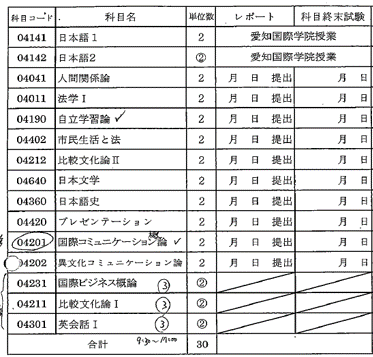 科目コード 科目名 単位数 レポート 科目終末試験
04141 日本語1 2 愛知国際学院授業
04142 日本語2 ② 愛知国際学院授業
04041 人間関係論 2 月 日 提出 月 日
04011 法学Ⅰ 2 月 日 提出 月 日
04190 自立学習論 ✓ 2 月 日 提出 月 日
04402 市民生活と法 2 月 日 提出 月 日
04212 比較文化論Ⅱ 2 月 日 提出 月 日
04640 日本文学 2 月 日 提出 月 日
04360 日本語史 2 月 日 提出 月 日
04420 プレゼンテーション 2 月 日 提出 月 日
04201 国際コミュニケーション論 ✓ 2 月 日 提出 月 日
04202 異文化コミュニケーション論 2 月 日 提出 月 日
04231 国際ビジネス概論 ③ ②
04211 比較文化論Ⅰ ③ ②
04301 英会話Ⅰ ③ ②
合計 30